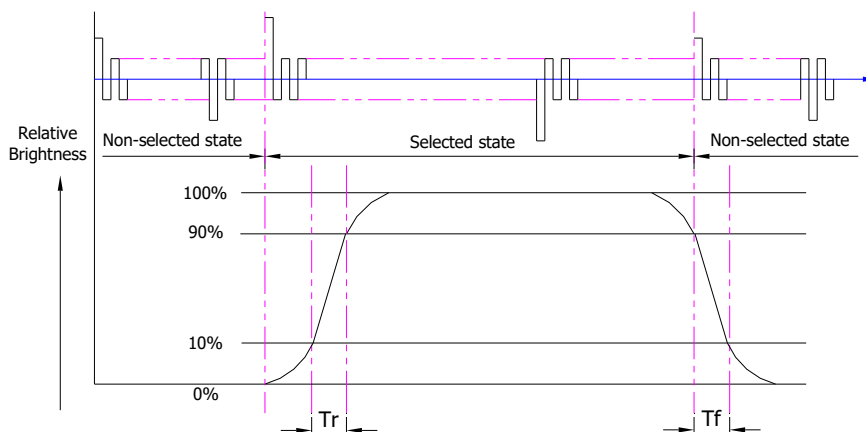 Relative
Brightness
Non-selected state
Selected state
Non-selected state
100%
90%
10%
0%
Tr
Tf